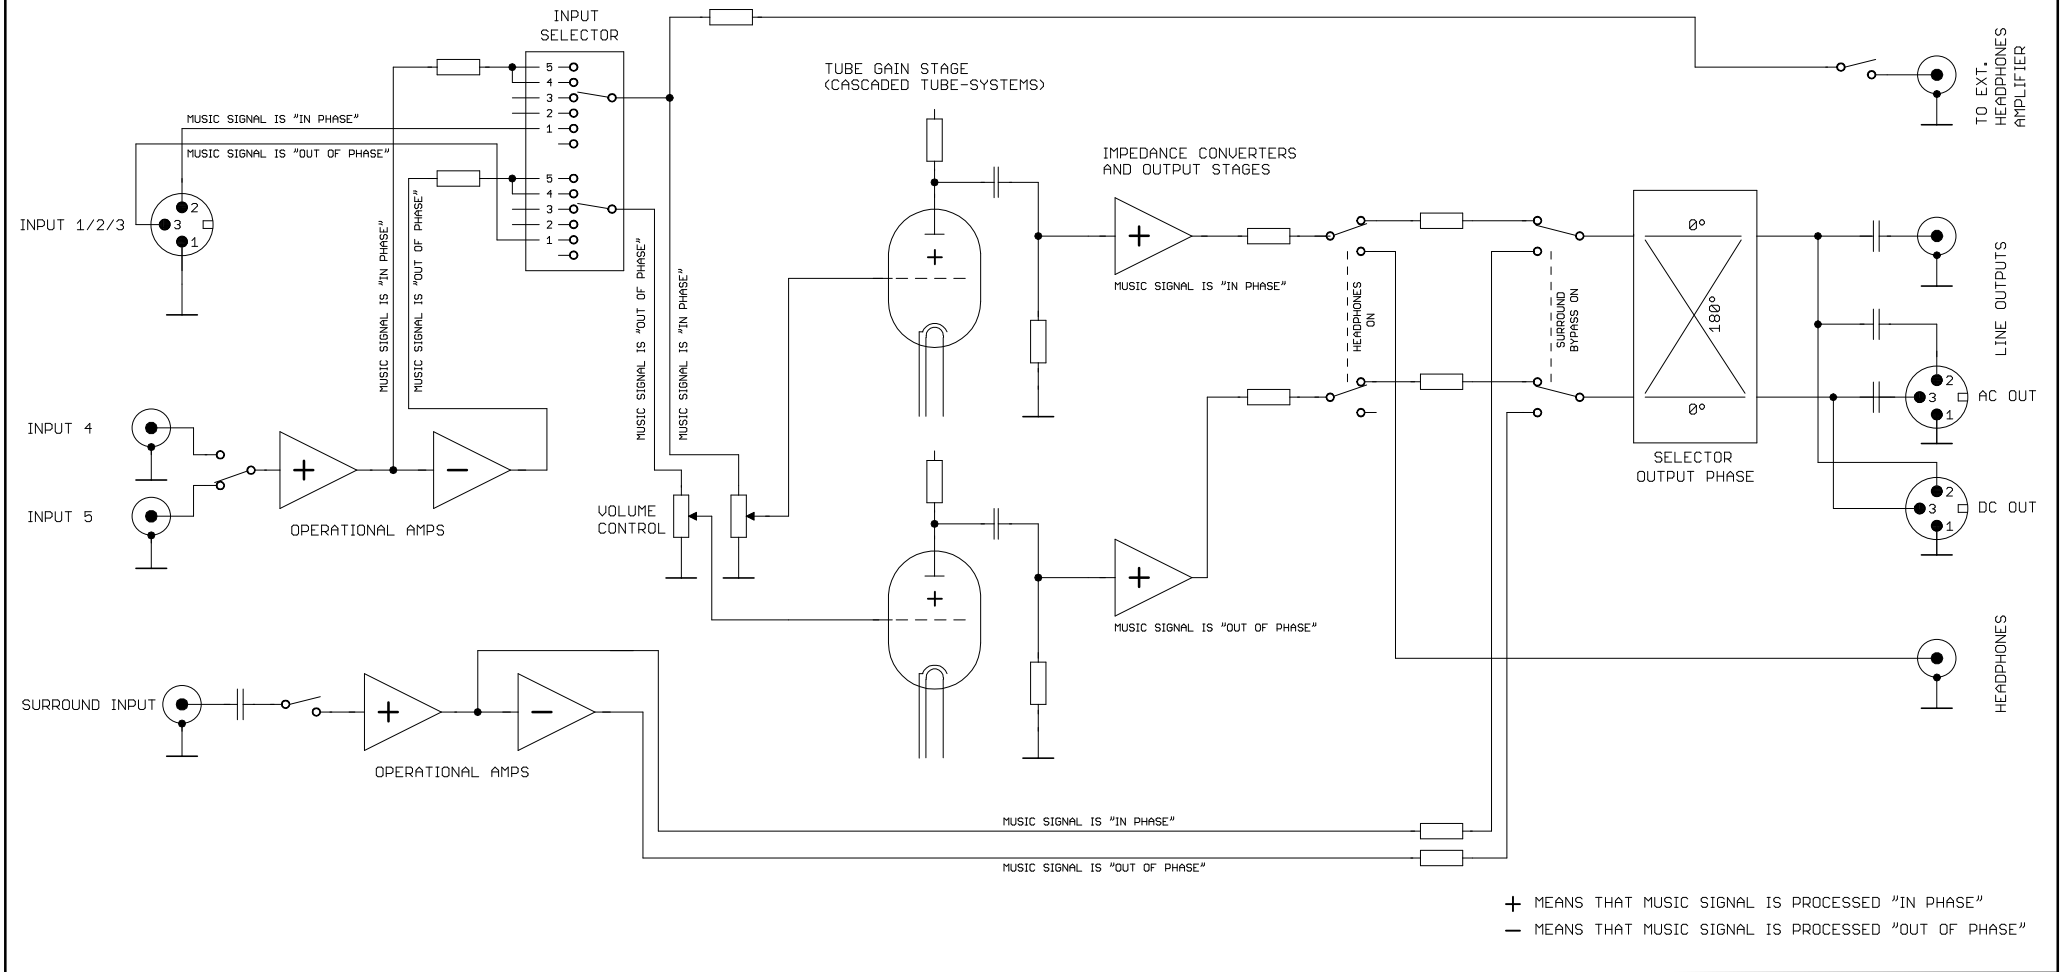 INPUT
SELECTOR
5
4
3
2
1
5
4
3
2
1
MUSIC SIGNAL IS "IN PHASE"
MUSIC SIGNAL IS "OUT OF PHASE"
INPUT 1/2/3
2
3
1
MUSIC SIGNAL IS "IN PHASE"
MUSIC SIGNAL IS "OUT OF PHASE"
INPUT 4
INPUT 5
+
−
OPERATIONAL AMPS
MUSIC SIGNAL IS "OUT OF PHASE"
MUSIC SIGNAL IS "IN PHASE"
VOLUME
CONTROL
TUBE GAIN STAGE
(CASCADED TUBE-SYSTEMS)
+
+
IMPEDANCE CONVERTERS
AND OUTPUT STAGES
+
MUSIC SIGNAL IS "IN PHASE"
+
MUSIC SIGNAL IS "OUT OF PHASE"
HEADPHONES
ON
SURROUND
BYPASS ON
0°
180°
0°
SELECTOR
OUTPUT PHASE
TO EXT.
HEADPHONES
AMPLIFIER
LINE OUTPUTS
2
3
1
AC OUT
2
3
1
DC OUT
HEADPHONES
SURROUND INPUT
+
−
OPERATIONAL AMPS
MUSIC SIGNAL IS "IN PHASE"
MUSIC SIGNAL IS "OUT OF PHASE"
+ MEANS THAT MUSIC SIGNAL IS PROCESSED "IN PHASE"
− MEANS THAT MUSIC SIGNAL IS PROCESSED "OUT OF PHASE"